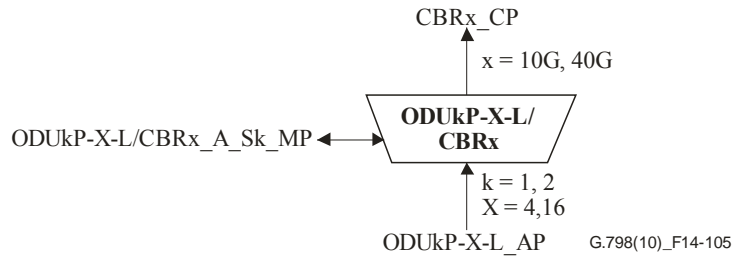 CBRx_CP
x = 10G, 40G
ODUkP-X-L/
CBRx
ODUkP-X-L/CBRx_A_Sk_MP
k = 1, 2
X = 4,16
ODUkP-X-L_AP
G.798(10)_F14-105